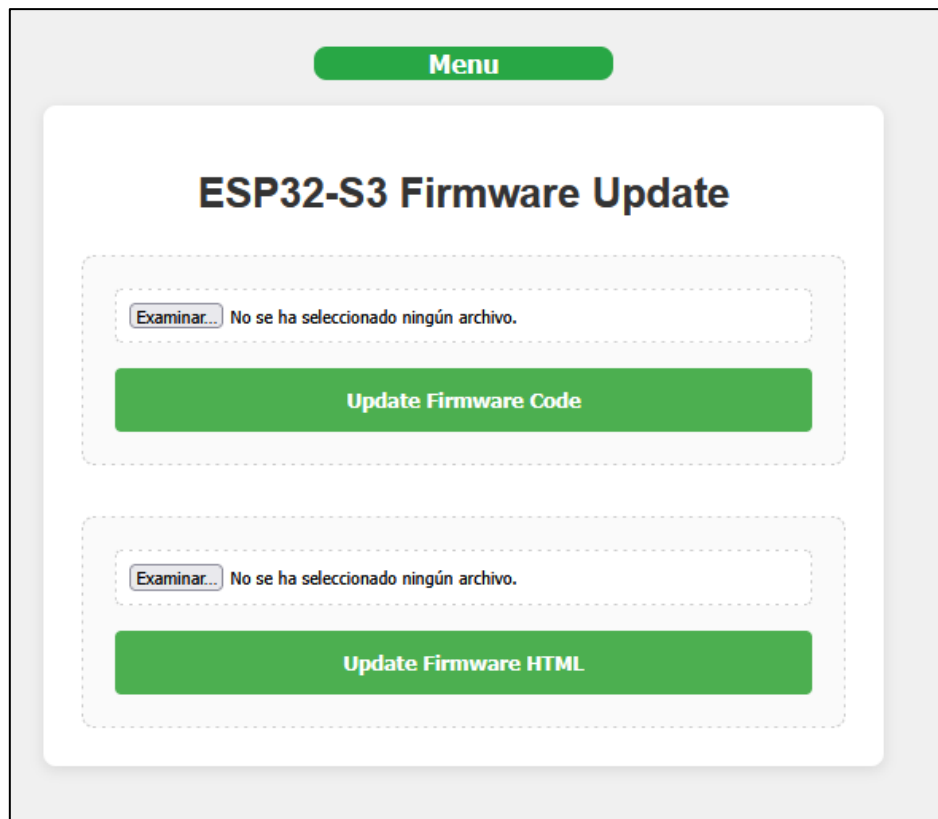 Menu
ESP32-S3 Firmware Update
Examinar... No se ha seleccionado ningún archivo.
Update Firmware Code
Examinar... No se ha seleccionado ningún archivo.
Update Firmware HTML